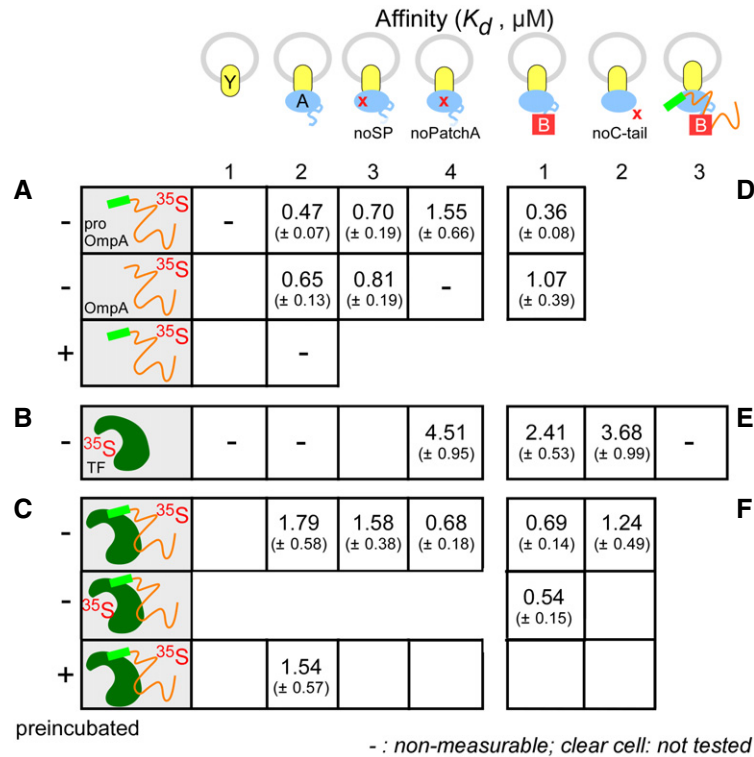 Affinity (Kd , µM)
Y A x x B x B
noSP noPatchA noC-tail
1 2 3 4 1 2 3
A D
- pro OmpA 35S - 0.47 0.70 1.55 0.36
(± 0.07) (± 0.19) (± 0.66) (± 0.08)
- OmpA 35S 0.65 0.81 - 1.07
(± 0.13) (± 0.19) (± 0.39)
+ 35S -
B E
- 35S TF - - 4.51 2.41 3.68 -
(± 0.95) (± 0.53) (± 0.99)
C F
- 35S 1.79 1.58 0.68 0.69 1.24
(± 0.58) (± 0.38) (± 0.18) (± 0.14) (± 0.49)
- 35S 0.54
(± 0.15)
+ 35S 1.54
(± 0.57)
preincubated
- : non-measurable; clear cell: not tested